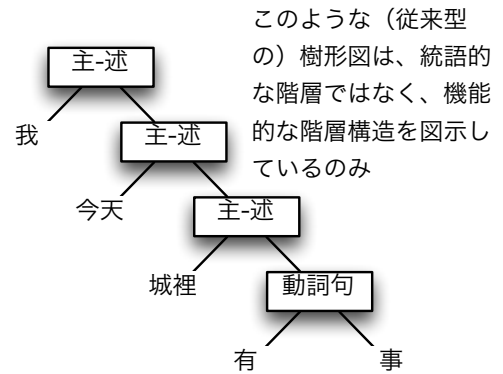 このような（従来型
の）樹形図は、統語的
な階層ではなく、機能
的な階層構造を図示し
ているのみ
主-述
我
主-述
今天
主-述
城裡
動詞句
有
事